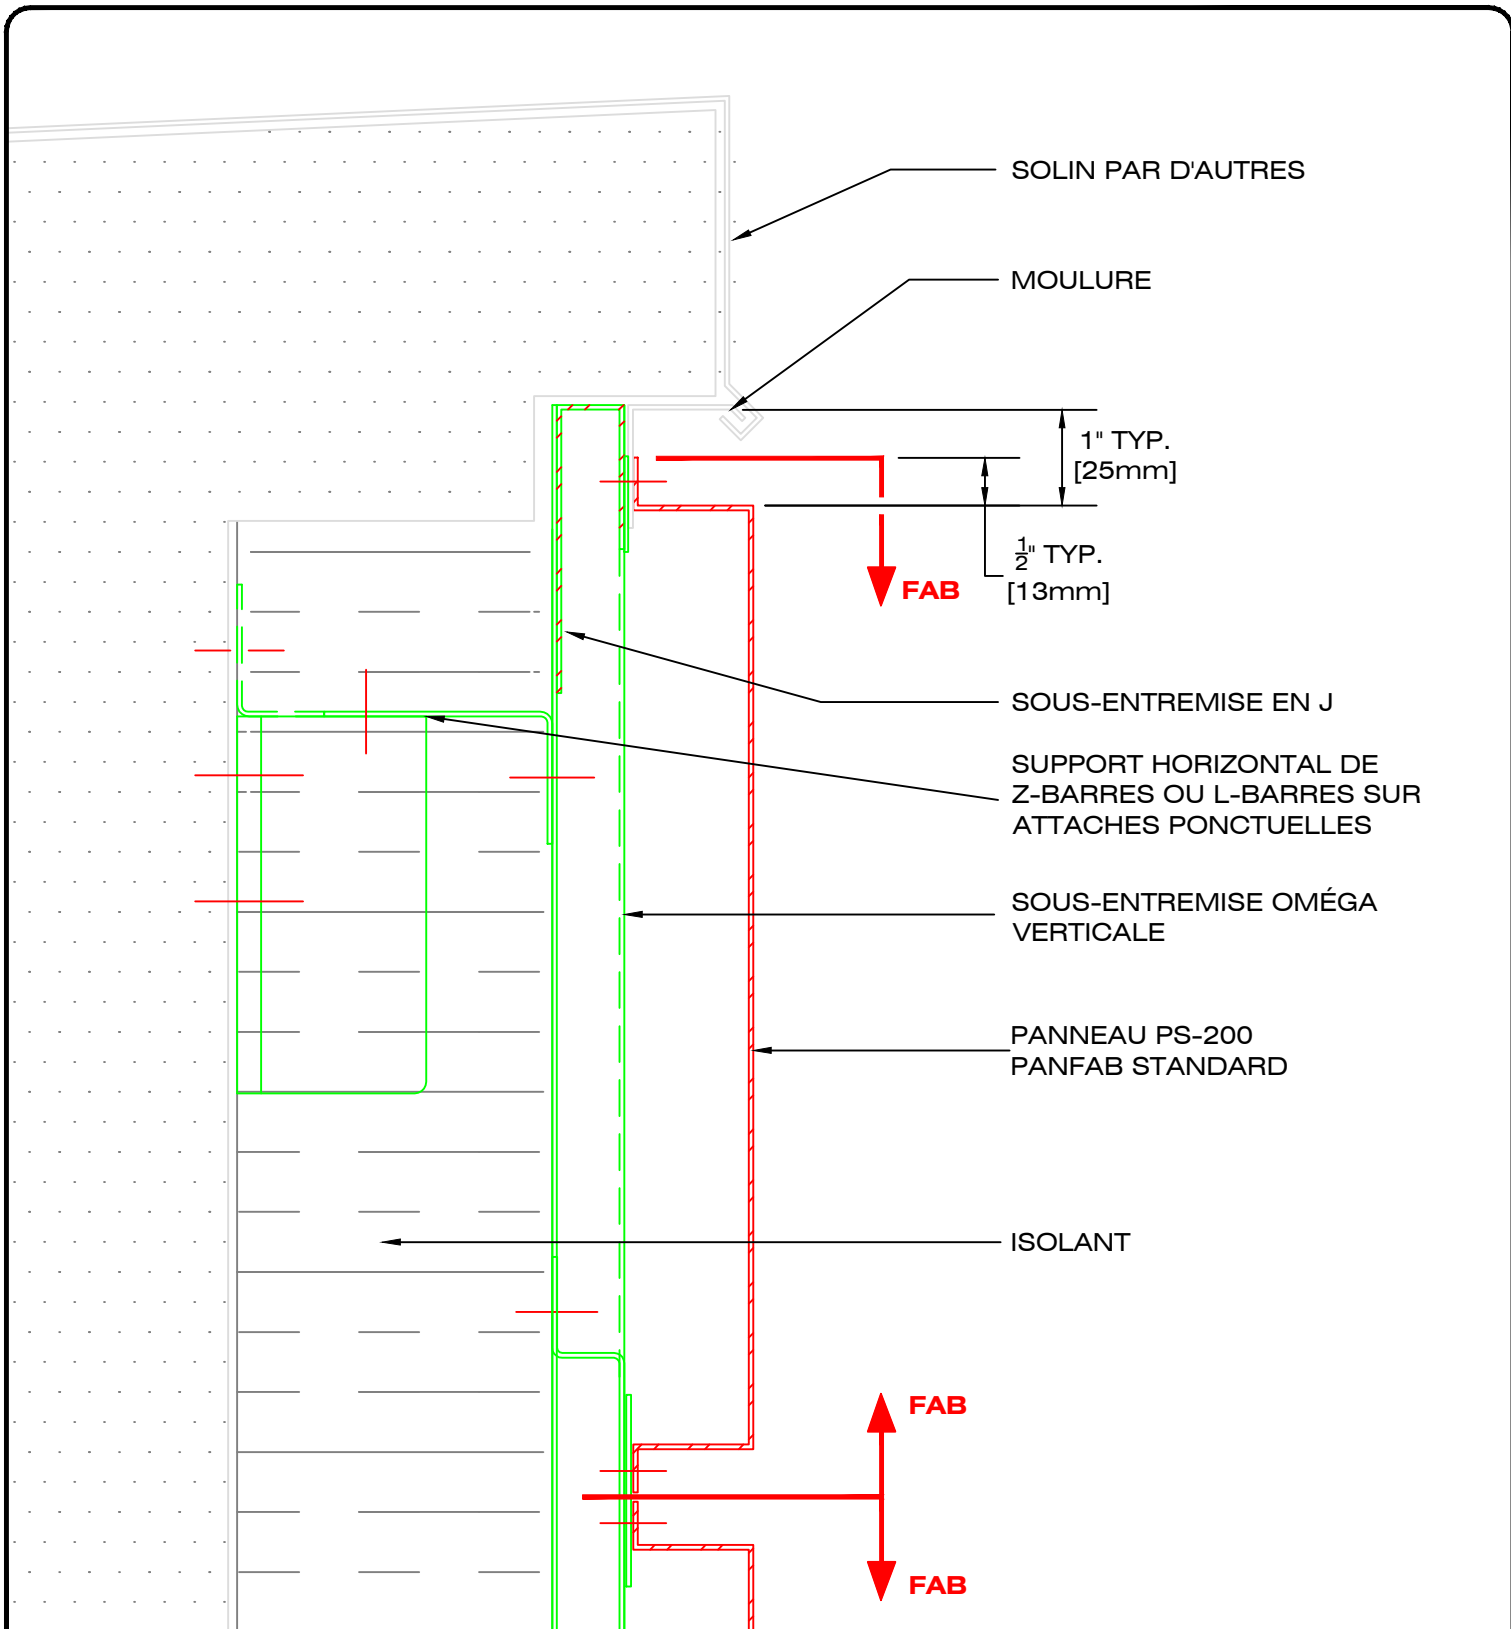 SOLIN PAR D'AUTRES
MOULURE
1" TYP.
[25mm]
1/2" TYP.
[13mm]
FAB
SOUS-ENTREMISE EN J
SUPPORT HORIZONTAL DE
Z-BARRES OU L-BARRES SUR
ATTACHES PONCTUELLES
SOUS-ENTREMISE OMÉGA
VERTICALE
PANNEAU PS-200
PANFAB STANDARD
ISOLANT
FAB
FAB